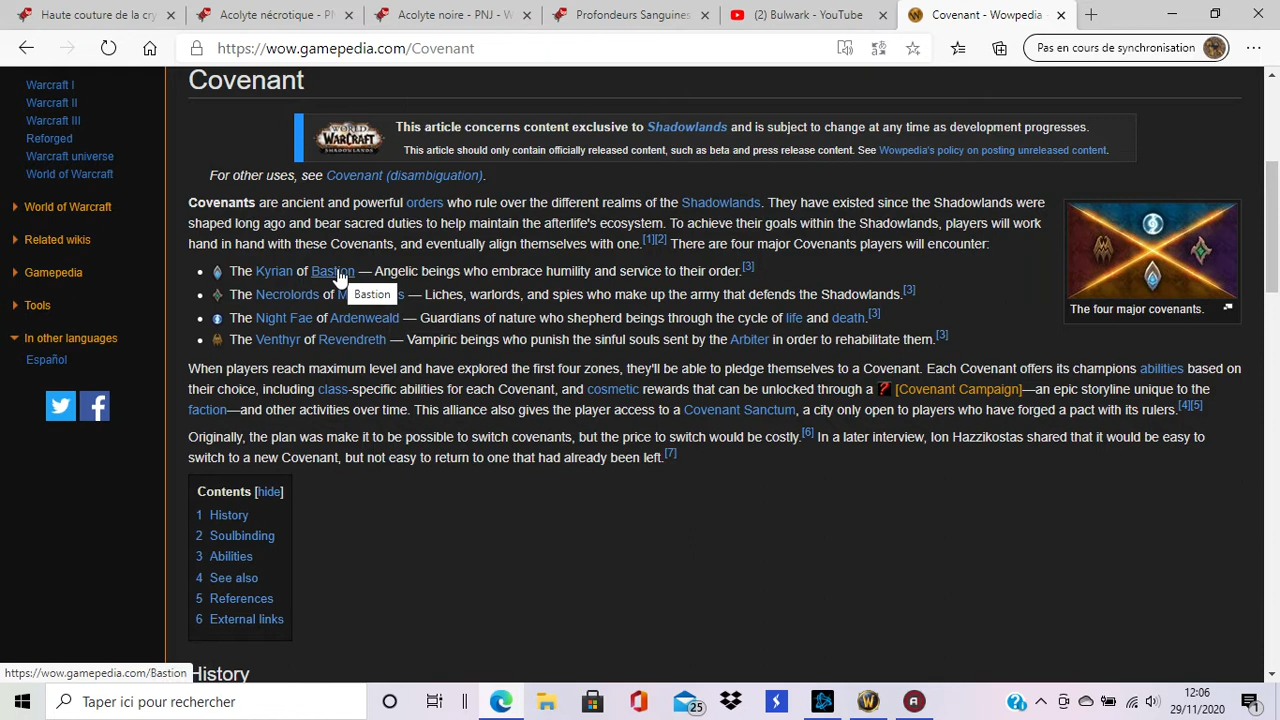 Haute couture de la cry
Acolyte nécrotique - PN
Acolyte noire - PNJ - W
Profondeurs Sanguines
(2) Bulwark - YouTube
Covenant - Wowpedia
https://wow.gamepedia.com/Covenant
Pas en cours de synchronisation
Warcraft I
Warcraft II
Warcraft III
Reforged
Warcraft universe
World of Warcraft
World of Warcraft
Related wikis
Gamepedia
Tools
In other languages
Español
Covenant
WORLD OF WARCRAFT SHADOWLANDS
This article concerns content exclusive to Shadowlands and is subject to change at any time as development progresses.
This article should only contain officially released content, such as beta and press release content. See Wowpedia's policy on posting unreleased content.
For other uses, see Covenant (disambiguation).
Covenants are ancient and powerful orders who rule over the different realms of the Shadowlands. They have existed since the Shadowlands were
shaped long ago and bear sacred duties to help maintain the afterlife's ecosystem. To achieve their goals within the Shadowlands, players will work
hand in hand with these Covenants, and eventually align themselves with one.[1][2] There are four major Covenants players will encounter:
The Kyrian of Bastion — Angelic beings who embrace humility and service to their order.[3]
The Necrolords of M s — Liches, warlords, and spies who make up the army that defends the Shadowlands.[3]
Bastion
The Night Fae of Ardenweald — Guardians of nature who shepherd beings through the cycle of life and death.[3]
The Venthyr of Revendreth — Vampiric beings who punish the sinful souls sent by the Arbiter in order to rehabilitate them.[3]
The four major covenants.
When players reach maximum level and have explored the first four zones, they'll be able to pledge themselves to a Covenant. Each Covenant offers its champions abilities based on
their choice, including class-specific abilities for each Covenant, and cosmetic rewards that can be unlocked through a ? [Covenant Campaign]—an epic storyline unique to the
faction—and other activities over time. This alliance also gives the player access to a Covenant Sanctum, a city only open to players who have forged a pact with its rulers.[4][5]
Originally, the plan was make it to be possible to switch covenants, but the price to switch would be costly.[6] In a later interview, Ion Hazzikostas shared that it would be easy to
switch to a new Covenant, but not easy to return to one that had already been left.[7]
Contents [hide]
1 History
2 Soulbinding
3 Abilities
4 See also
5 References
6 External links
History
https://wow.gamepedia.com/Bastion
Taper ici pour rechercher
25
12:06
29/11/2020
1